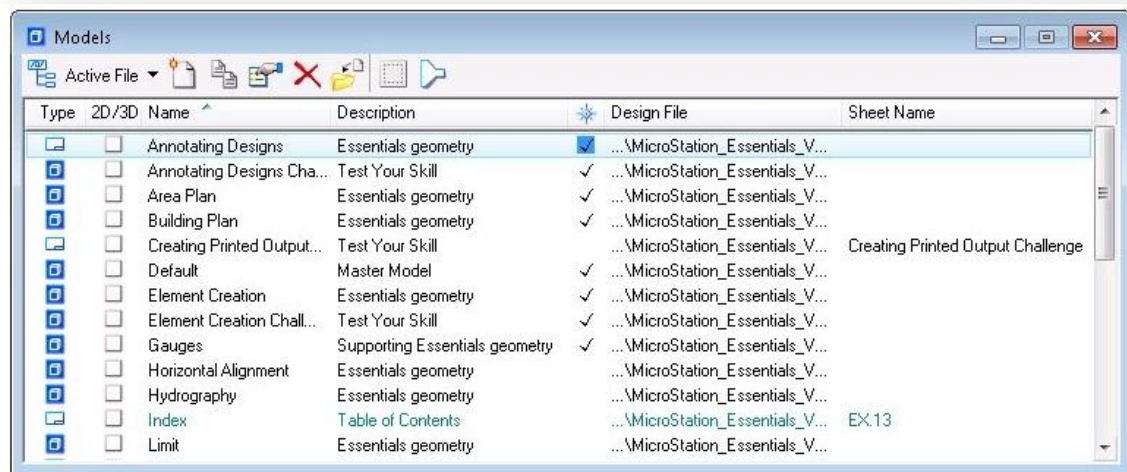 Models
Active File
Type 2D/3D Name Description Design File Sheet Name
Annotating Designs Essentials geometry ✓ ...\MicroStation_Essentials_V...
Annotating Designs Cha... Test Your Skill ✓ ...\MicroStation_Essentials_V...
Area Plan Essentials geometry ✓ ...\MicroStation_Essentials_V...
Building Plan Essentials geometry ✓ ...\MicroStation_Essentials_V...
Creating Printed Output... Test Your Skill ...\MicroStation_Essentials_V... Creating Printed Output Challenge
Default Master Model ✓ ...\MicroStation_Essentials_V...
Element Creation Essentials geometry ✓ ...\MicroStation_Essentials_V...
Element Creation Chall... Test Your Skill ✓ ...\MicroStation_Essentials_V...
Gauges Supporting Essentials geometry ✓ ...\MicroStation_Essentials_V...
Horizontal Alignment Essentials geometry ...\MicroStation_Essentials_V...
Hydrography Essentials geometry ...\MicroStation_Essentials_V...
Index Table of Contents ...\MicroStation_Essentials_V... EX.13
Limit Essentials geometry ...\MicroStation_Essentials_V...